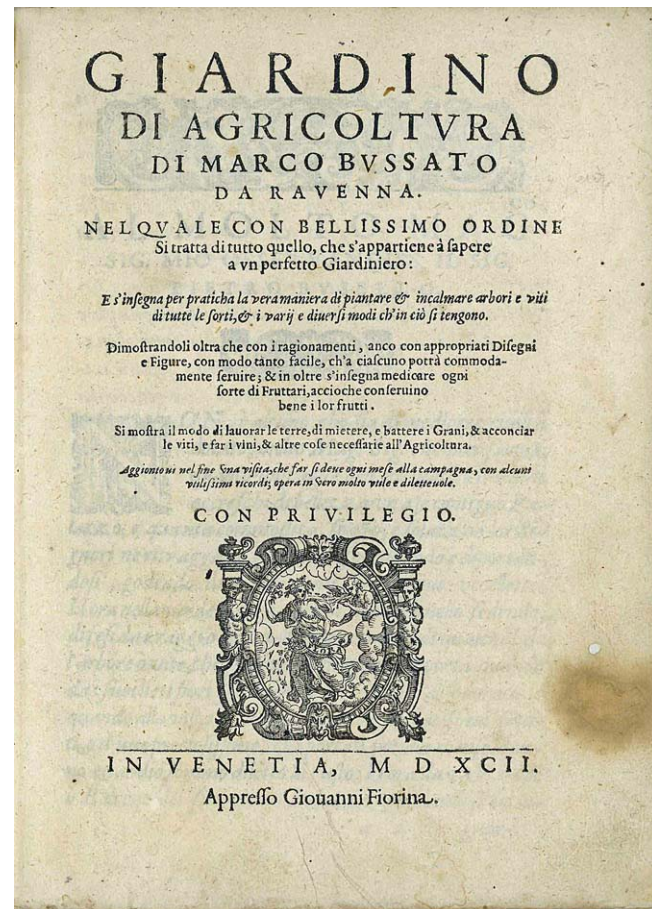 GIARDINO
DI AGRICOLTVRA
DI MARCO BVSSATO
DA RAVENNA.
NELQVALE CON BELLISSIMO ORDINE
Si tratta di tutto quello, che s'appartiene à sapere
a vn perfetto Giardiniero:
E s'insegna per praticha la vera maniera di piantare & incalmare arbori e viti
di tutte le sorti, & i varij e diuersi modi ch'in ciò si tengono.
Dimostrandoli oltra che con i ragionamenti, anco con appropriati Disegni
e Figure, con modo tanto facile, ch'a ciascuno potrà commoda-
mente seruire; & in oltre s'insegna medicare ogni
sorte di Fruttari, accioche conseruino
bene i lor frutti.
Si mostra il modo di lauorar le terre, di mietere, e battere i Grani, & acconciar
le viti, e far i vini, & altre cose necessarie all'Agricoltura.
Aggiontoui nel fine vna visita, che far si deue ogni mese alla campagna, con alcuni
vtilissimi ricordi; opera in vero molto vtile e diletteuole.
CON PRIVILEGIO.
IN VENETIA, M D XCII.
Appresso Giouanni Fiorina.